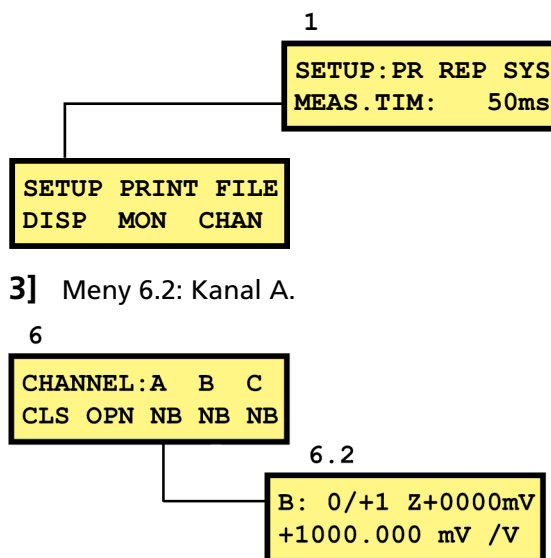 1
SETUP:PR REP SYS
MEAS.TIM: 50ms
SETUP PRINT FILE
DISP MON CHAN
3] Meny 6.2: Kanal A.
6
CHANNEL:A B C
CLS OPN NB NB NB
6.2
B: 0/+1 Z+0000mV
+1000.000 mV /V